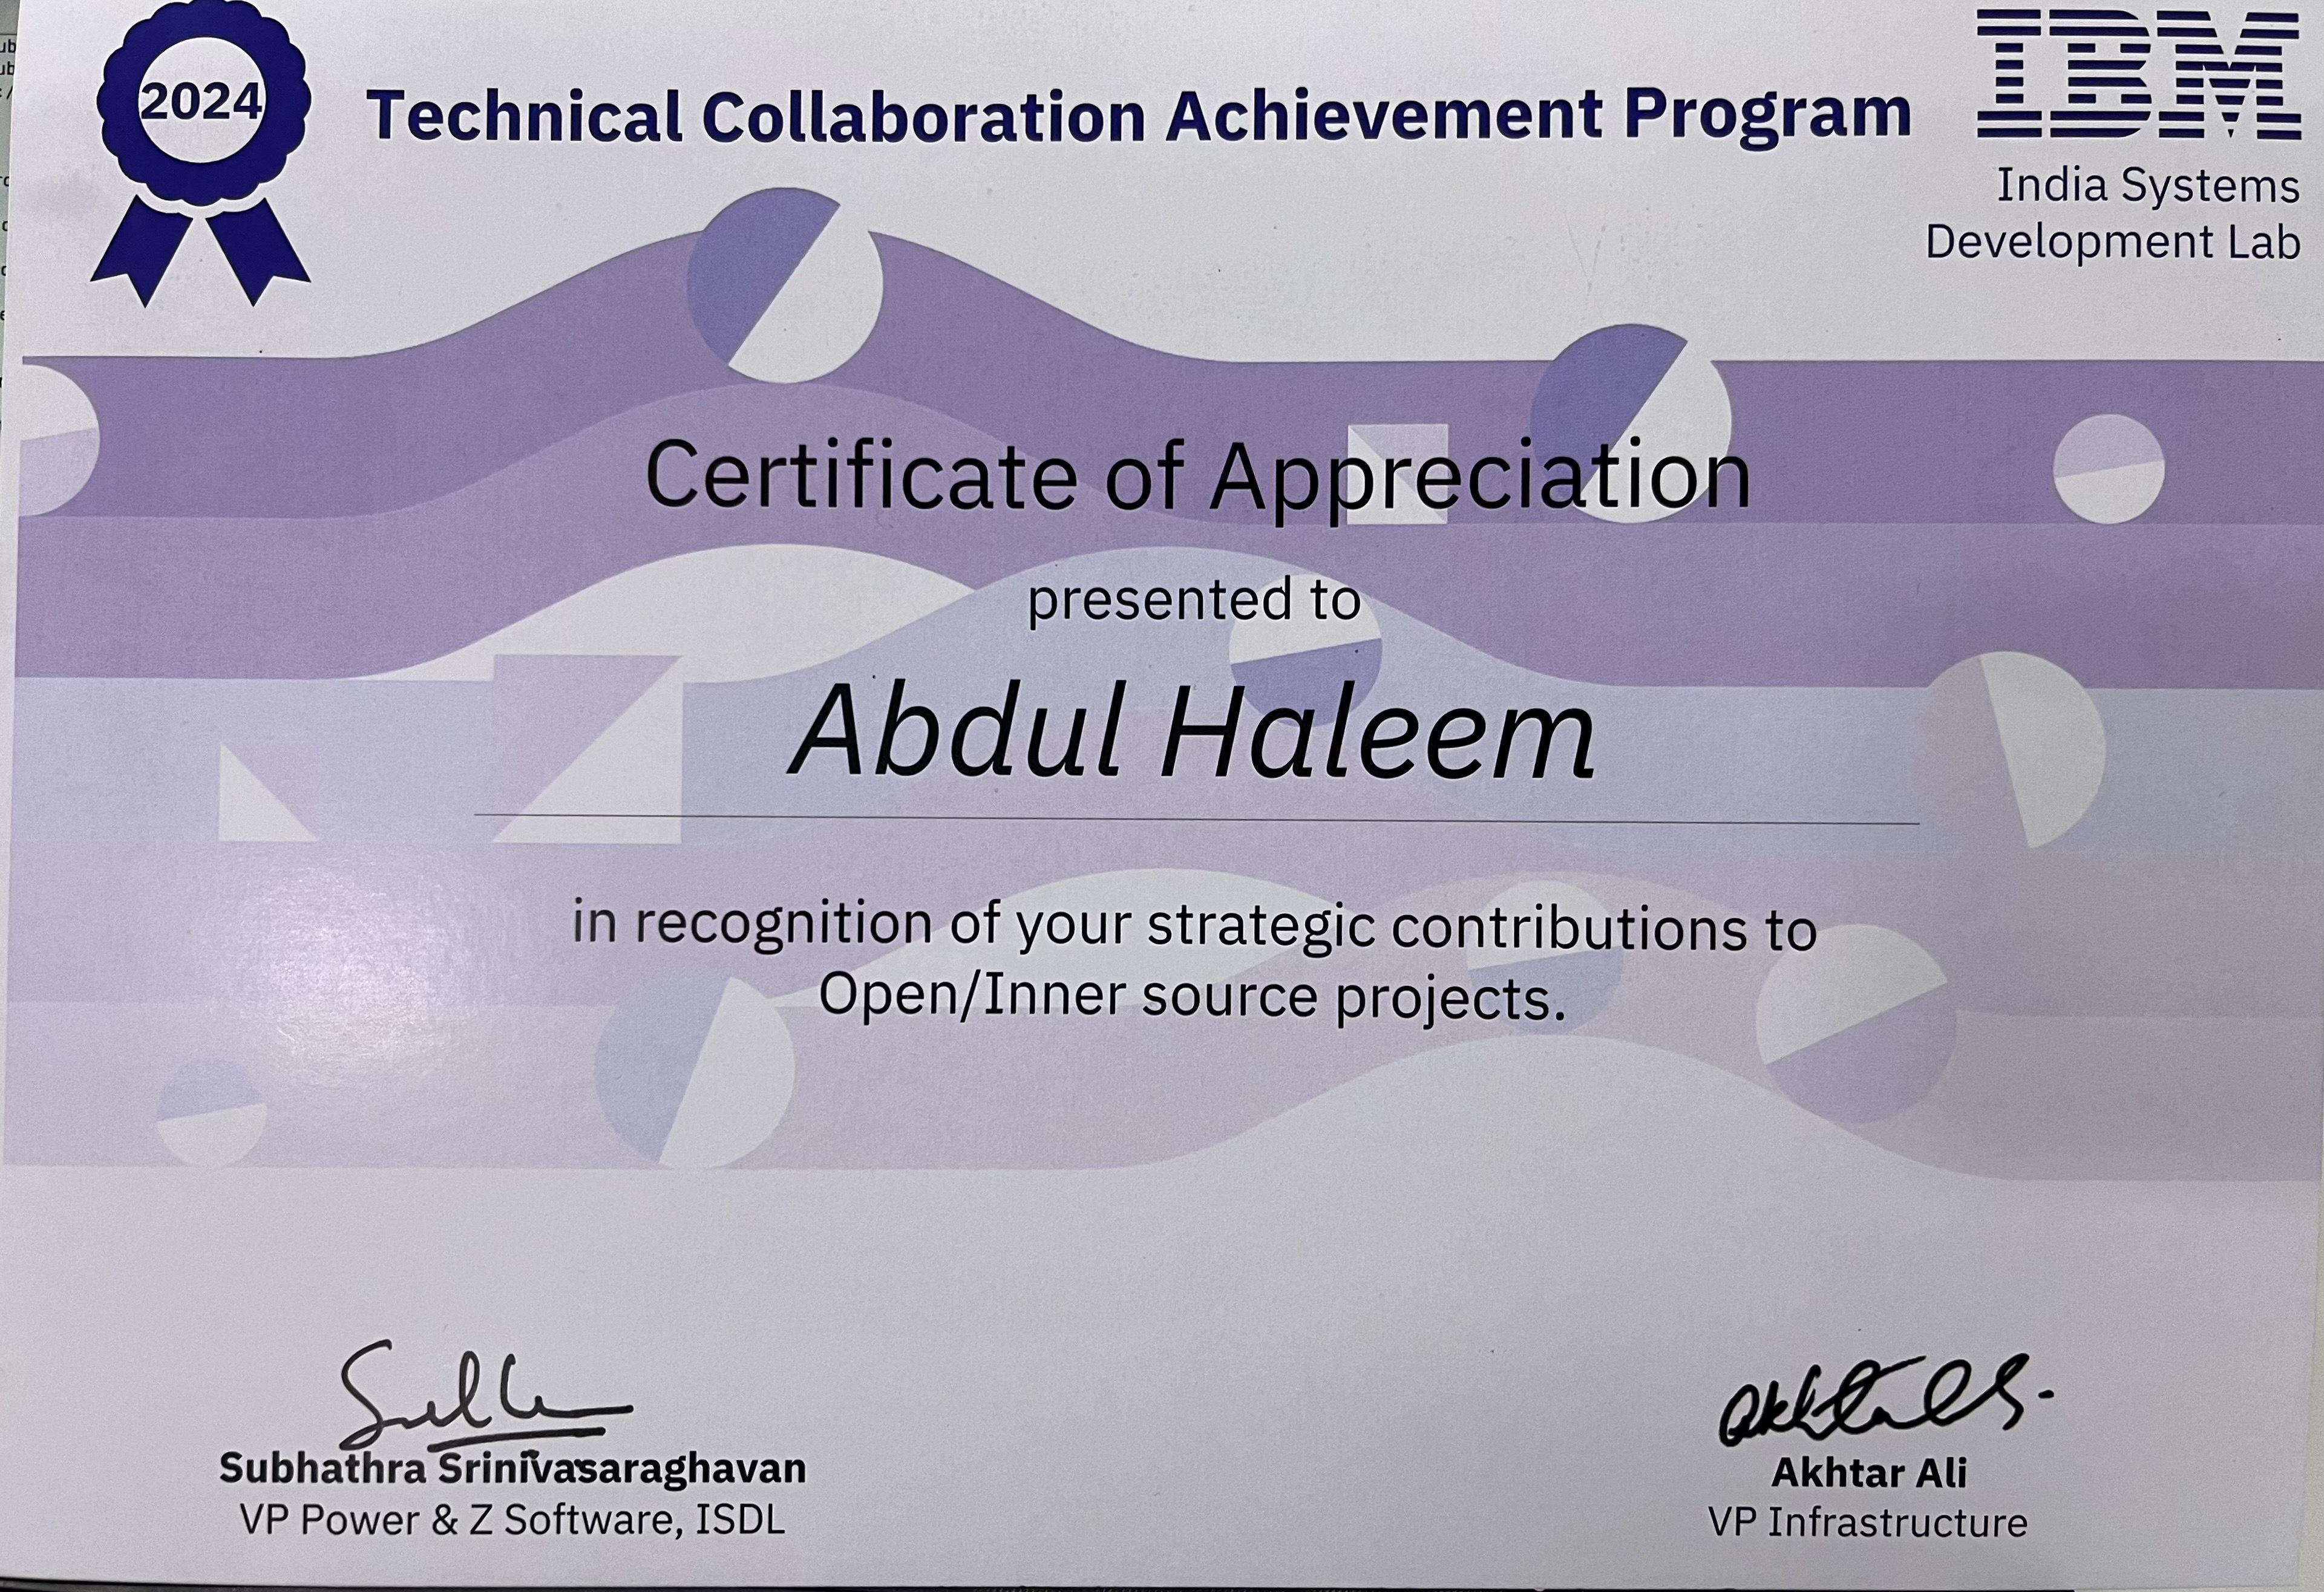 2024
Technical Collaboration Achievement Program
IBM
India Systems
Development Lab
Certificate of Appreciation
presented to
Abdul Haleem
in recognition of your strategic contributions to
Open/Inner source projects.
Subhathra Srinivasaraghavan
VP Power & Z Software, ISDL
Akhtar Ali
VP Infrastructure